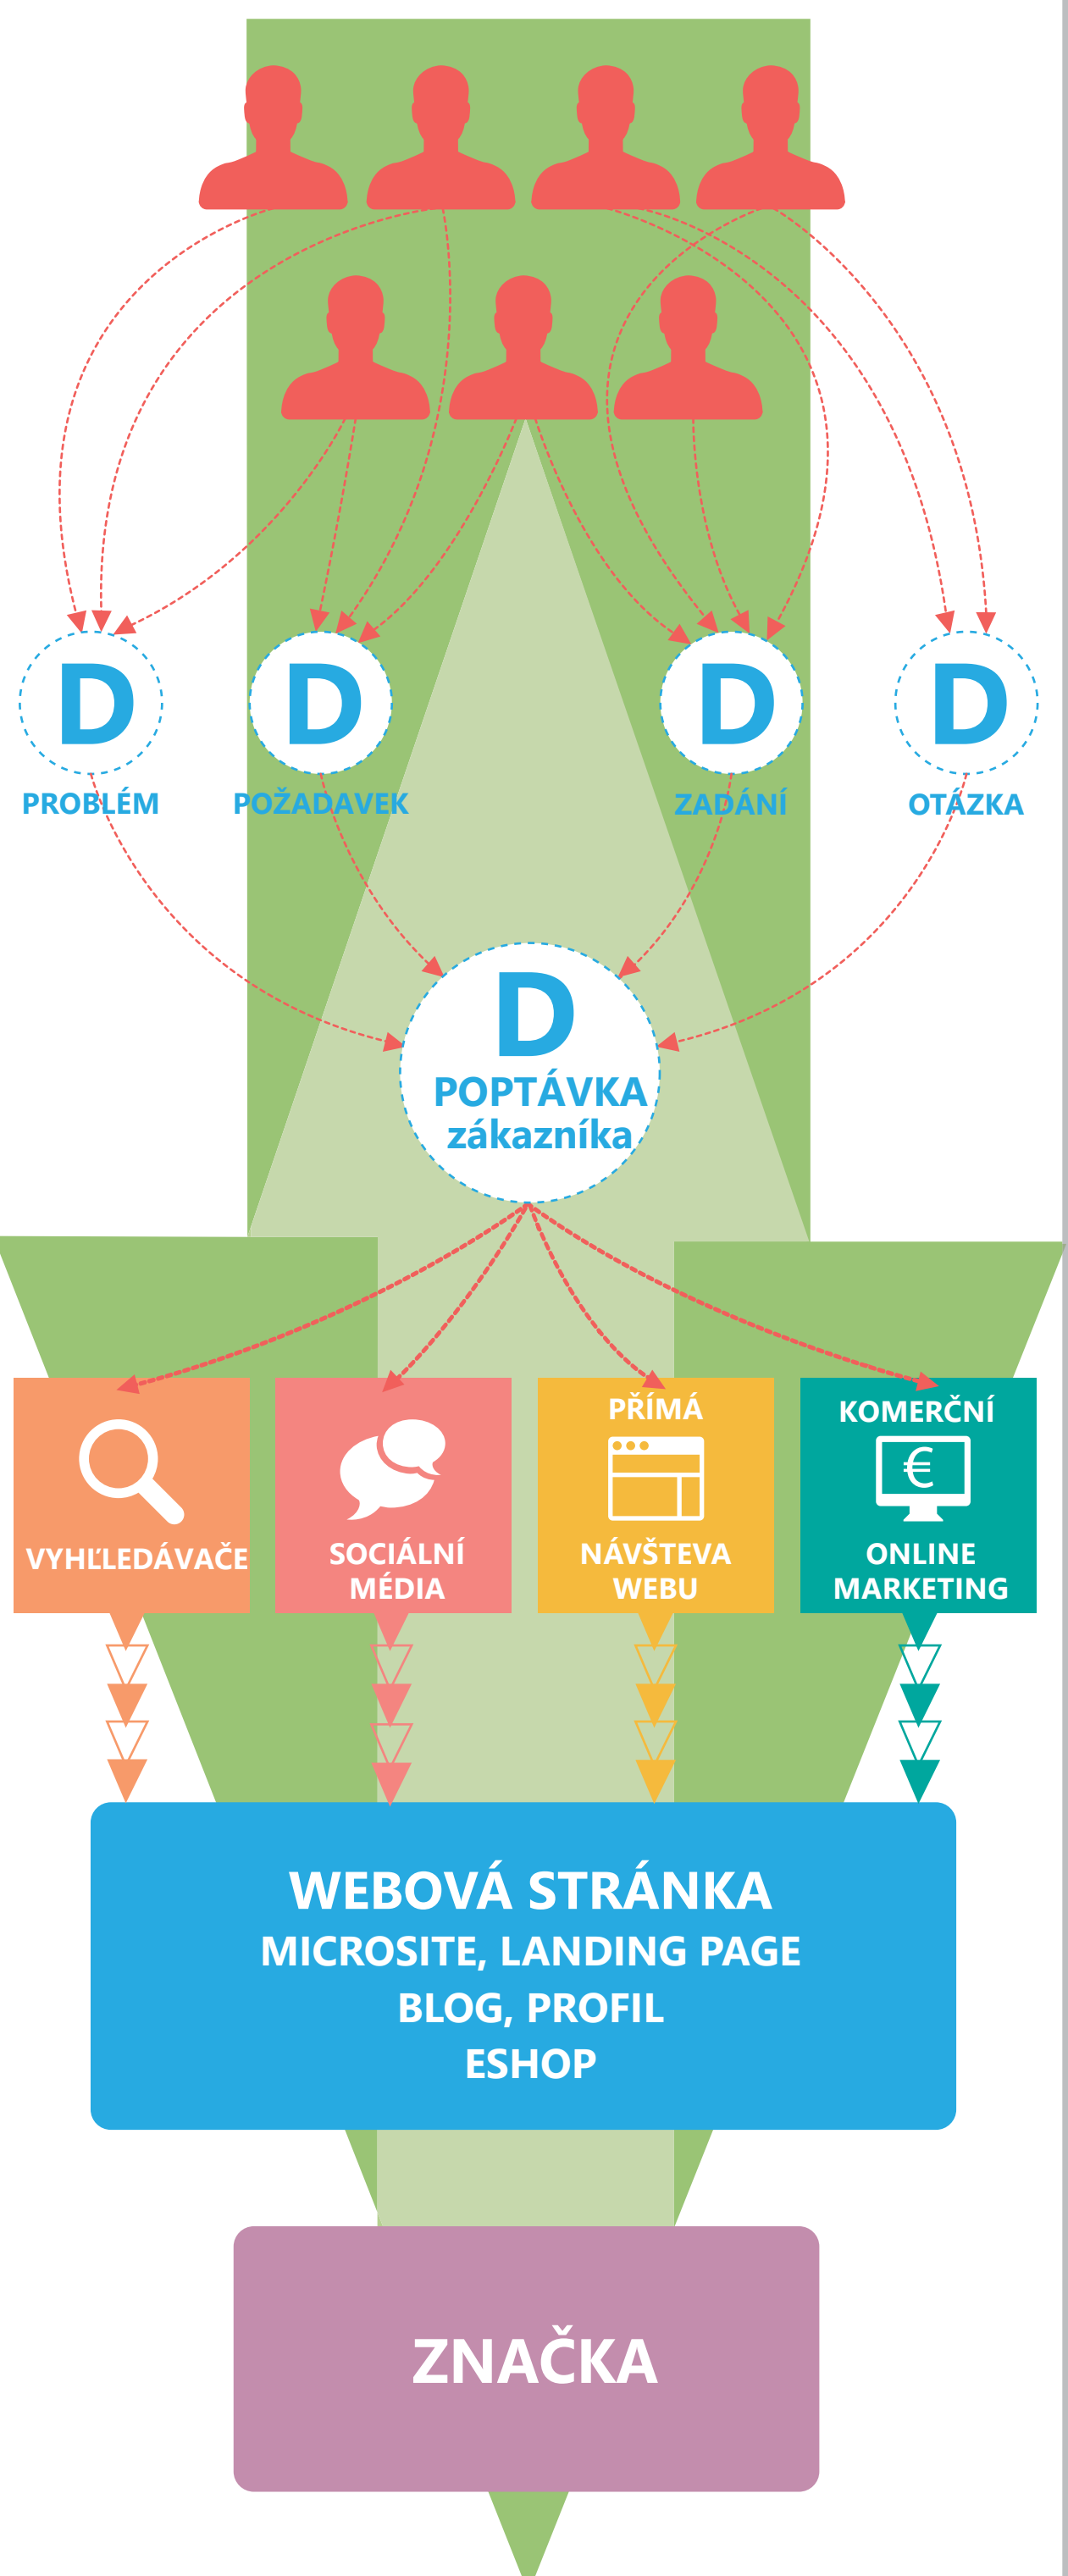 D
D
D
D
PROBLÉM
POŽADAVEK
ZADÁNÍ
OTÁZKA
D
POPTÁVKA
zákazníka
VYHĽLEDÁVAČE
SOCIÁLNÍ
MÉDIA
PŘÍMÁ
NÁVŠTEVA
WEBU
KOMERČNÍ
€
ONLINE
MARKETING
WEBOVÁ STRÁNKA
MICROSITE, LANDING PAGE
BLOG, PROFIL
ESHOP
ZNAČKA